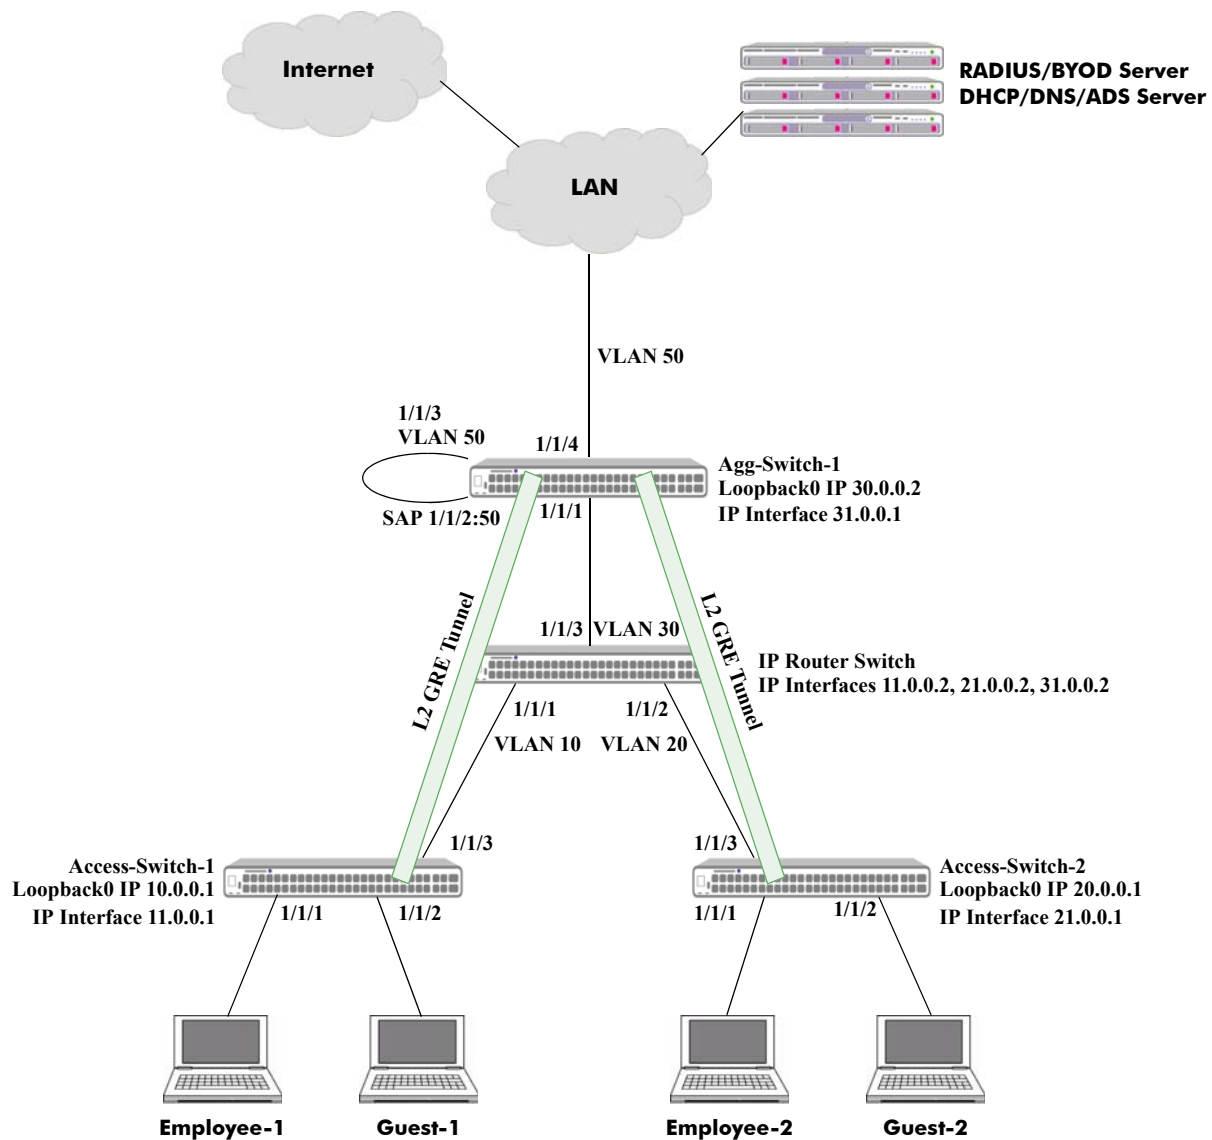 Internet
RADIUS/BYOD Server
DHCP/DNS/ADS Server
LAN
VLAN 50
1/1/3
VLAN 50
1/1/4
Agg-Switch-1
Loopback0 IP 30.0.0.2
IP Interface 31.0.0.1
SAP 1/1/2:50
1/1/1
L2 GRE Tunnel
L2 GRE Tunnel
1/1/3
VLAN 30
IP Router Switch
IP Interfaces 11.0.0.2, 21.0.0.2, 31.0.0.2
1/1/1
1/1/2
VLAN 10
VLAN 20
1/1/3
1/1/3
Access-Switch-1
Loopback0 IP 10.0.0.1
IP Interface 11.0.0.1
1/1/1
1/1/2
1/1/1
1/1/2
Access-Switch-2
Loopback0 IP 20.0.0.1
IP Interface 21.0.0.1
Employee-1
Guest-1
Employee-2
Guest-2